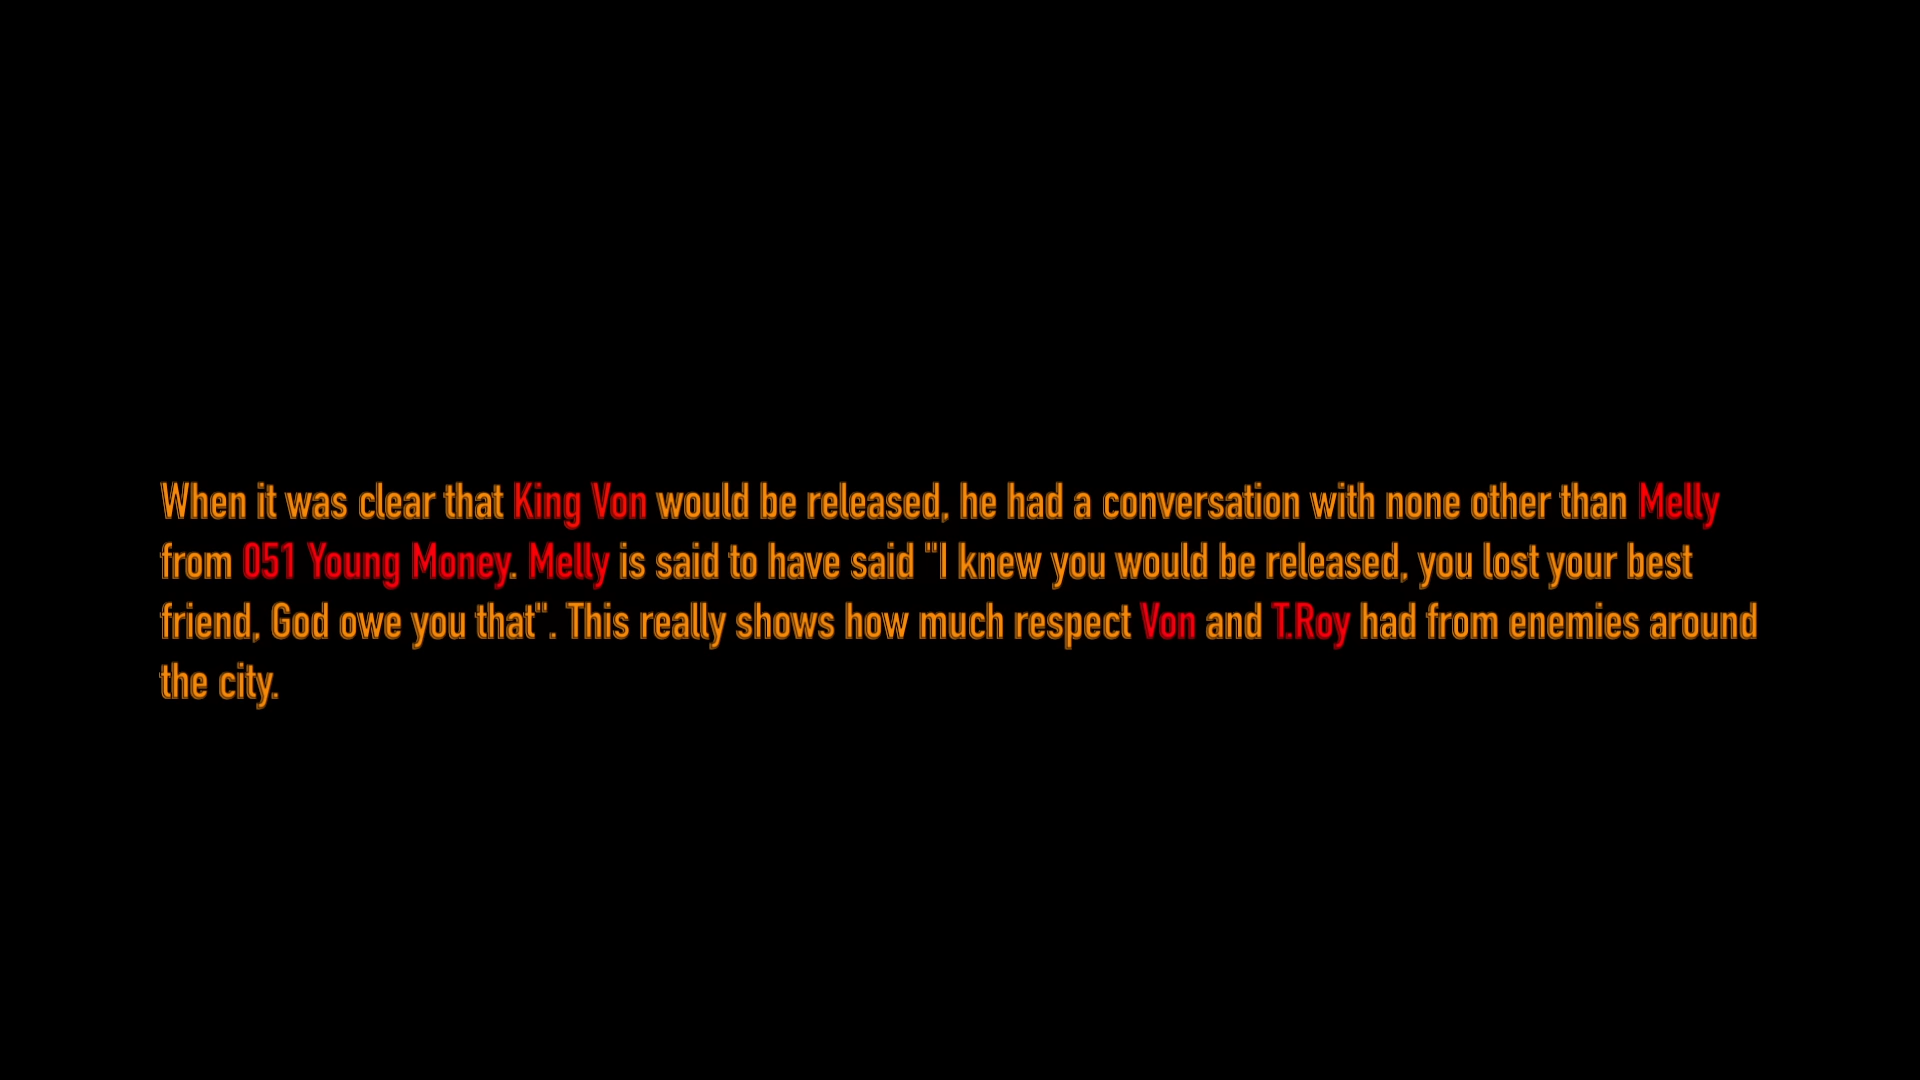 When it was clear that King Von would be released, he had a conversation with none other than Melly
from 051 Young Money. Melly is said to have said "I knew you would be released, you lost your best
friend, God owe you that". This really shows how much respect Von and T.Roy had from enemies around
the city.